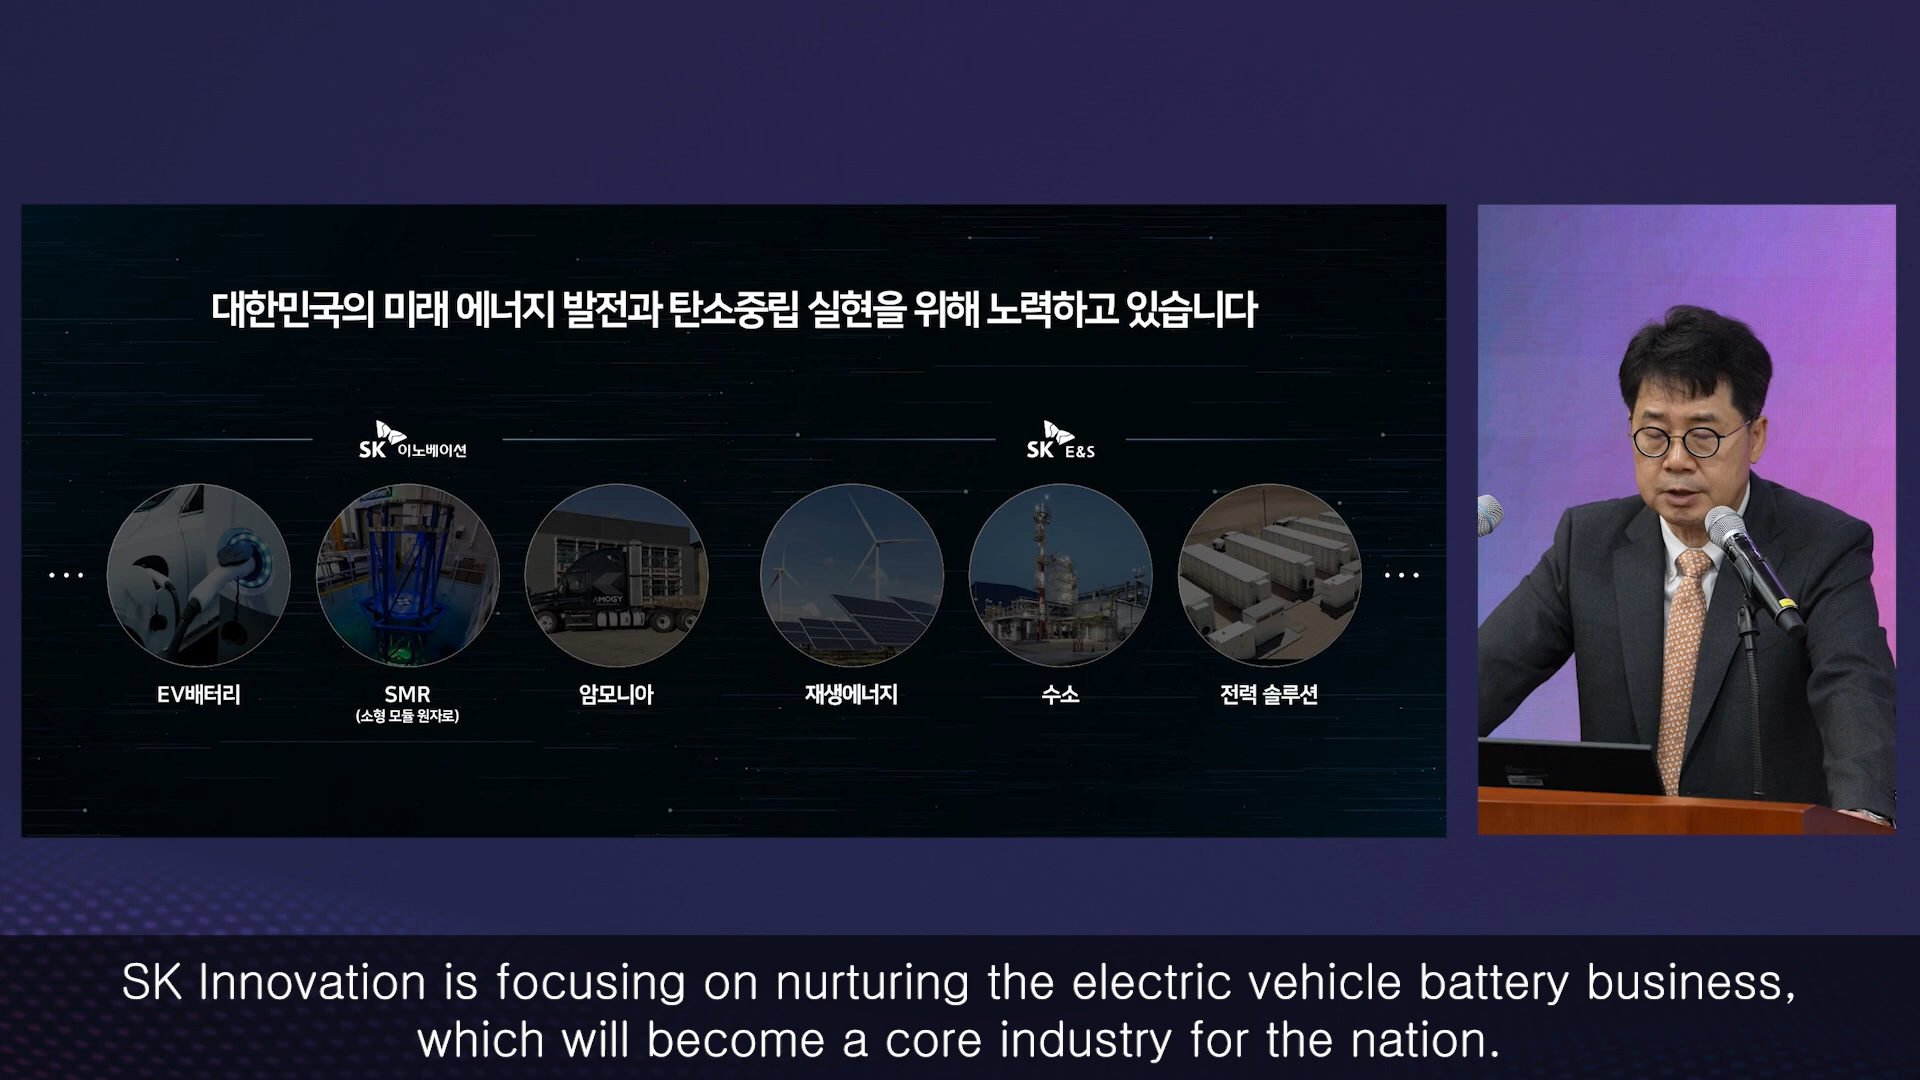 대한민국의 미래 에너지 발전과 탄소중립 실현을 위해 노력하고 있습니다
SK 이노베이션
SK E&S
AMOGY
EV배터리
SMR
(소형 모듈 원자로)
암모니아
재생에너지
수소
전력 솔루션
SK Innovation is focusing on nurturing the electric vehicle battery business,
which will become a core industry for the nation.